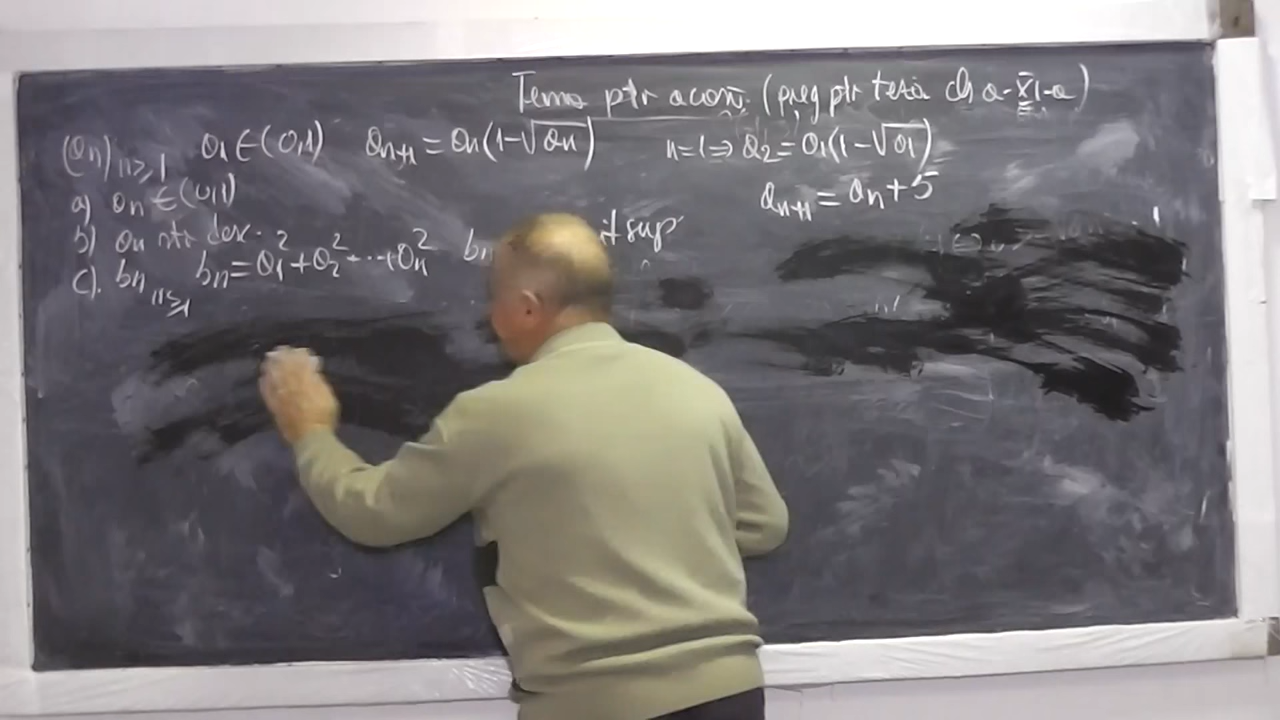 Tema ptr acasă (preg ptr teză cls a-XI-a)
(an)n≥1 a1∈(0,1) an+1=an(1-√an) n=1⇒a2=a1(1-√a1)
a) an∈(0,1) an+1=an+5
b) an str desc.
c). bn n≥1 bn=a1²+a2²+...+an² bn sup